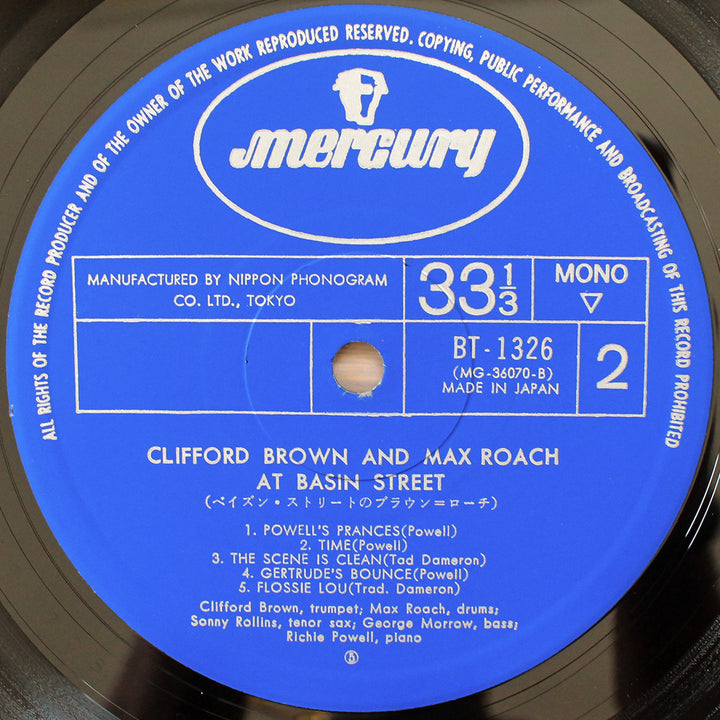 ALL RIGHTS OF THE RECORD PRODUCER AND OF THE OWNER OF THE WORK REPRODUCED RESERVED. COPYING, PUBLIC PERFORMANCE AND BROADCASTING OF THIS RECORD PROHIBITED
mercury
MANUFACTURED BY NIPPON PHONOGRAM
CO. LTD., TOKYO
33 1/3
MONO
▽
BT-1326
(MG-36070-B)
MADE IN JAPAN
2
CLIFFORD BROWN AND MAX ROACH
AT BASIN STREET
(ベイズン・ストリートのブラウン=ローチ)
1. POWELL'S PRANCES(Powell)
2. TIME(Powell)
3. THE SCENE IS CLEAN(Tad Dameron)
4. GERTRUDE'S BOUNCE(Powell)
5. FLOSSIE LOU(Trad. Dameron)
Clifford Brown, trumpet; Max Roach, drums;
Sonny Rollins, tenor sax; George Morrow, bass;
Richie Powell, piano